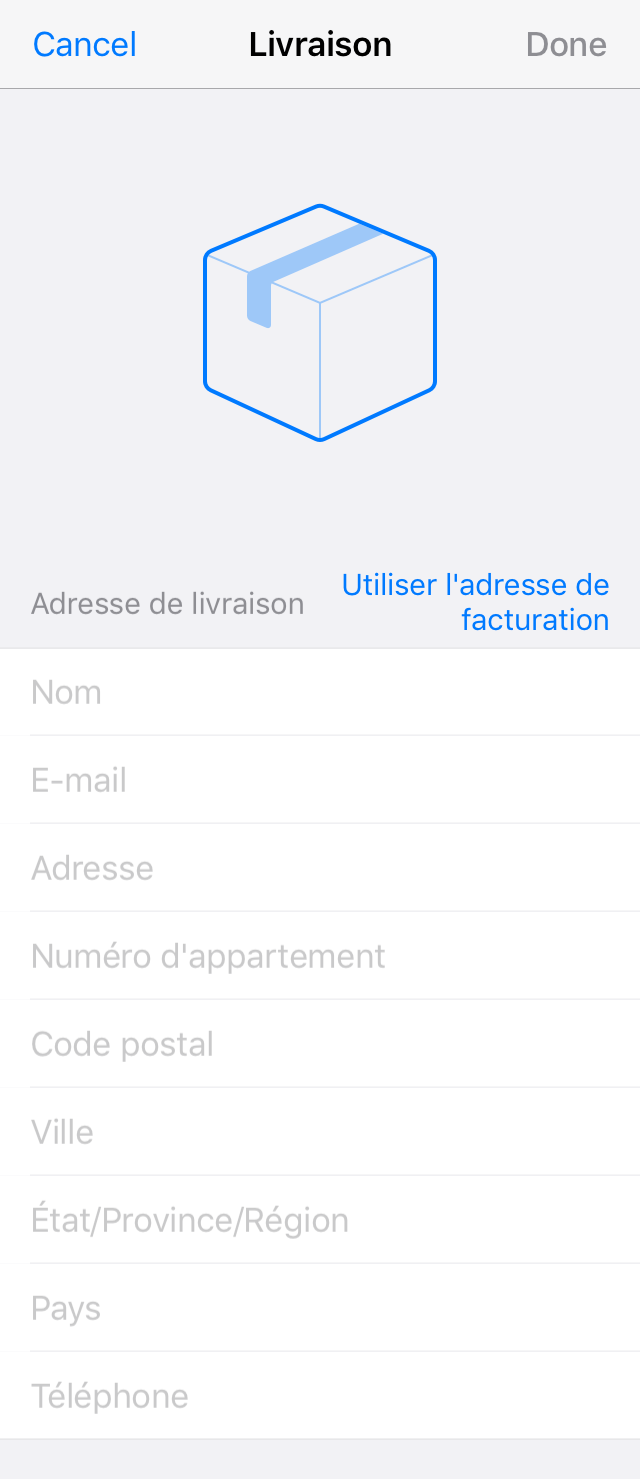 Cancel Livraison Done
Adresse de livraison
Utiliser l'adresse de
facturation
Nom
E-mail
Adresse
Numéro d'appartement
Code postal
Ville
État/Province/Région
Pays
Téléphone